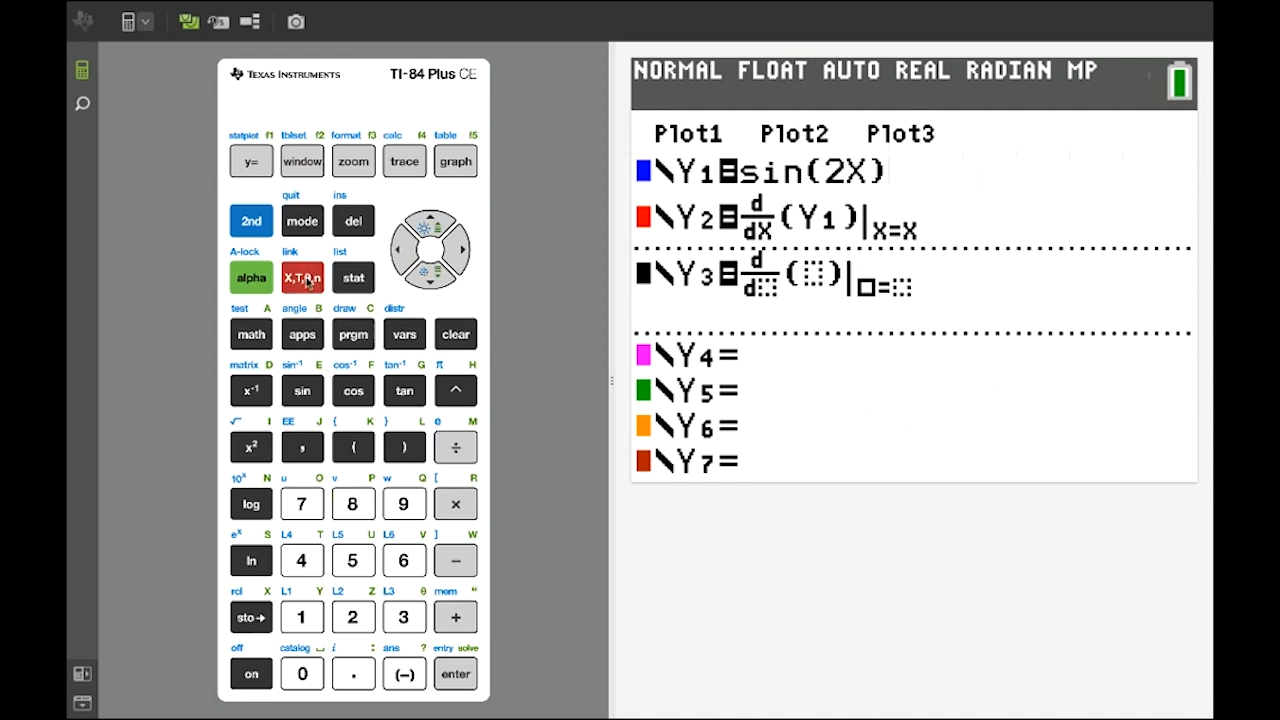 TEXAS INSTRUMENTS TI-84 Plus CE
statplot f1 tblset f2 format f3 calc f4 table f5
y= window zoom trace graph
quit ins
2nd mode del
A-lock link list
alpha X,T,θ,n stat
test A angle B draw C distr
math apps prgm vars clear
matrix D sin⁻¹ E cos⁻¹ F tan⁻¹ G π H
x⁻¹ sin cos tan ^
√ I EE J { K } L e M
x² , ( ) ÷
10ˣ N u O v P w Q [ R
log 7 8 9 ×
eˣ S L4 T L5 U L6 V ] W
ln 4 5 6 −
rcl X L1 Y L2 Z L3 θ mem "
sto→ 1 2 3 +
off catalog ⎵ i : ans ? entry solve
on 0 . (−) enter
NORMAL FLOAT AUTO REAL RADIAN MP
Plot1 Plot2 Plot3
\Y1=sin(2X)
\Y2=d/dX(Y1)|X=X
\Y3=d/d⬚(⬚)|□=⬚
\Y4=
\Y5=
\Y6=
\Y7=